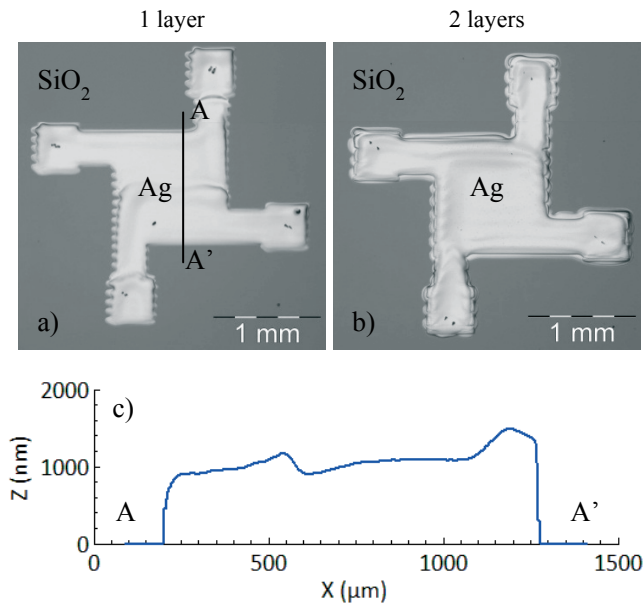 1 layer
2 layers
SiO2
A
Ag
A’
a)
1 mm
SiO2
Ag
b)
1 mm
c)
2000
1000
0
Z (nm)
A
A’
0
500
1000
1500
X (µm)